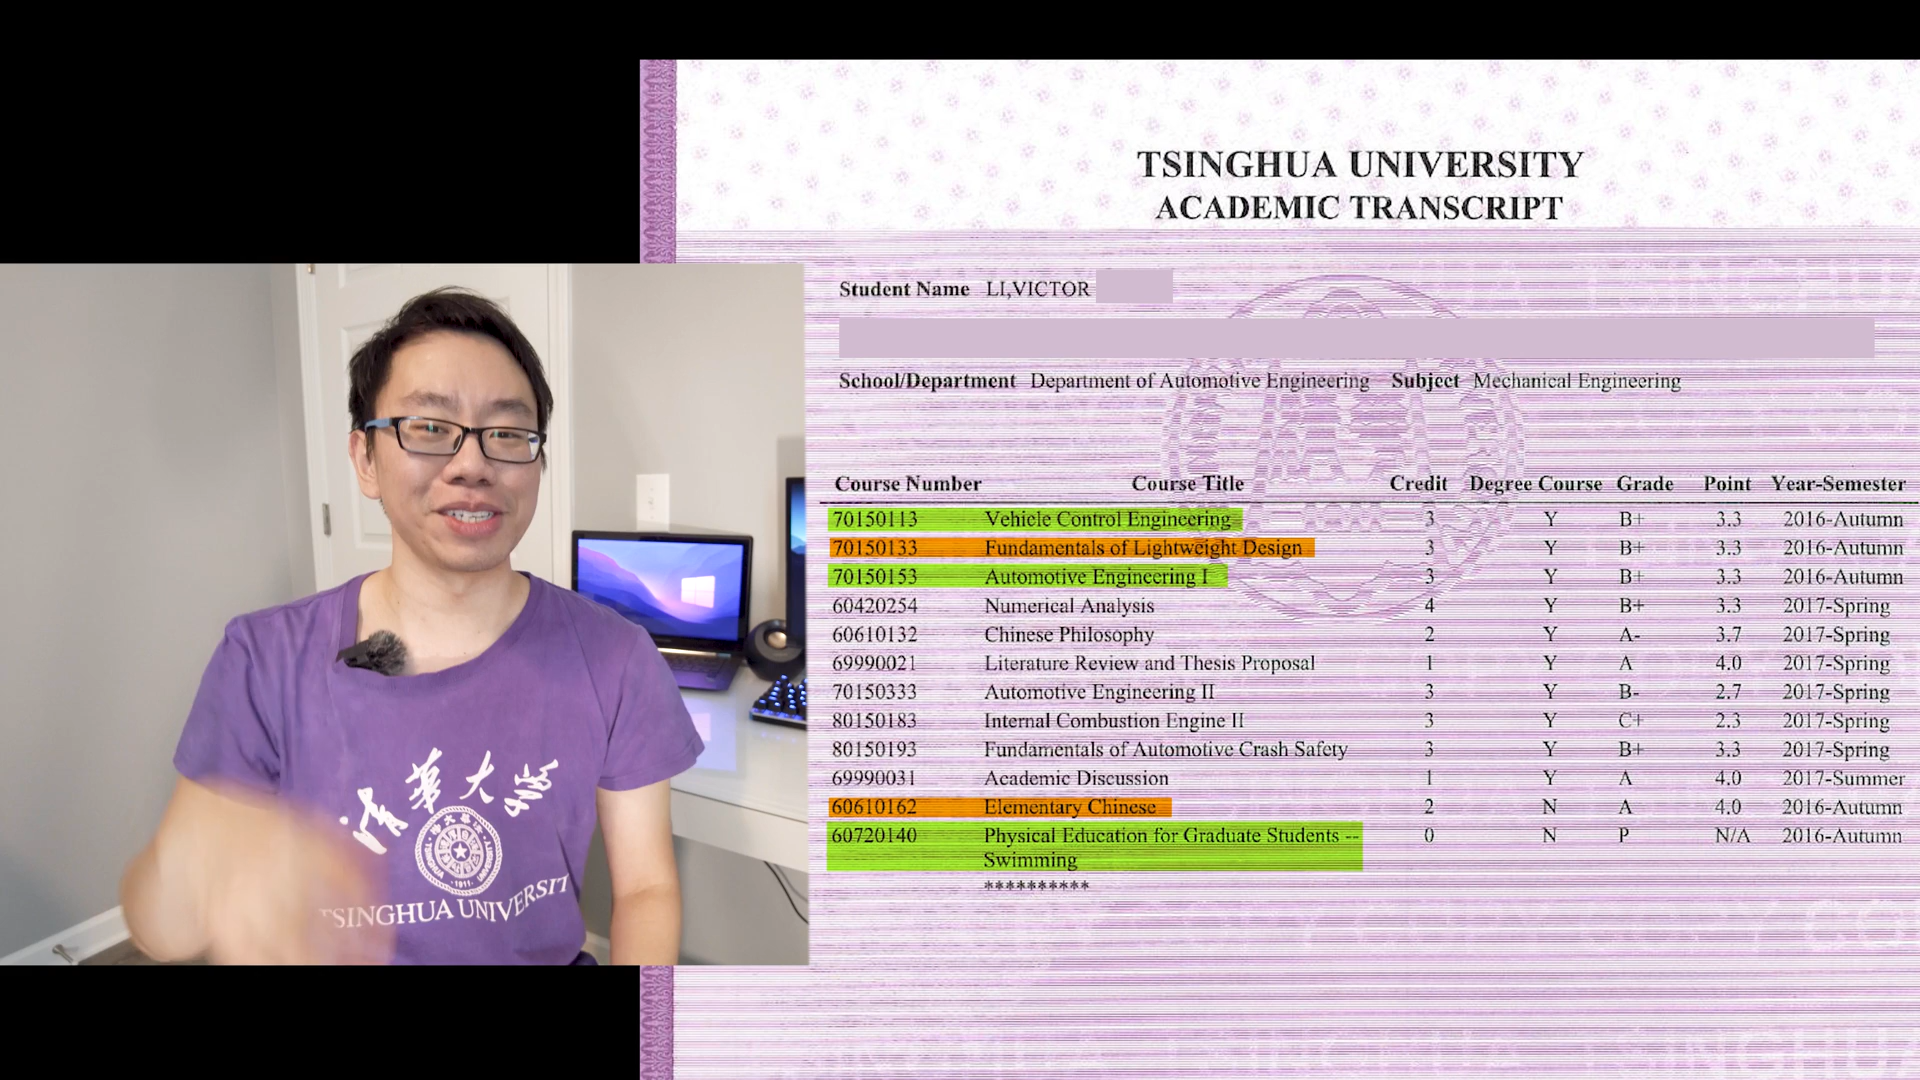 TSINGHUA UNIVERSITY
ACADEMIC TRANSCRIPT
Student Name LI,VICTOR
School/Department Department of Automotive Engineering Subject Mechanical Engineering
Course Number Course Title Credit Degree Course Grade Point Year-Semester
70150113 Vehicle Control Engineering 3 Y B+ 3.3 2016-Autumn
70150133 Fundamentals of Lightweight Design 3 Y B+ 3.3 2016-Autumn
70150153 Automotive Engineering I 3 Y B+ 3.3 2016-Autumn
60420254 Numerical Analysis 4 Y B+ 3.3 2017-Spring
60610132 Chinese Philosophy 2 Y A- 3.7 2017-Spring
69990021 Literature Review and Thesis Proposal 1 Y A 4.0 2017-Spring
70150333 Automotive Engineering II 3 Y B- 2.7 2017-Spring
80150183 Internal Combustion Engine II 3 Y C+ 2.3 2017-Spring
80150193 Fundamentals of Automotive Crash Safety 3 Y B+ 3.3 2017-Spring
69990031 Academic Discussion 1 Y A 4.0 2017-Summer
60610162 Elementary Chinese 2 N A 4.0 2016-Autumn
60720140 Physical Education for Graduate Students -- 0 N P N/A 2016-Autumn
Swimming
**********
清華大学
·1911·
TSINGHUA UNIVERSIT